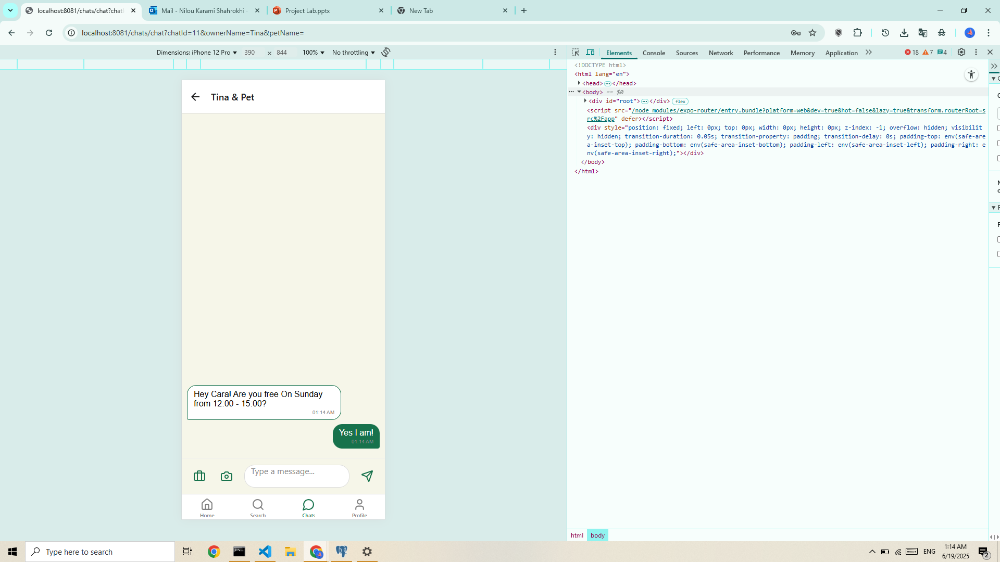 localhost:8081/chats/chat?chatI
Mail - Nilou Karami Shahrokhi -
Project Lab.pptx
New Tab
localhost:8081/chats/chat?chatId=11&ownerName=Tina&petName=
Dimensions: iPhone 12 Pro 390 × 844 100% No throttling
Elements Console Sources Network Performance Memory Application 18 7 4
<!DOCTYPE html>
<html lang="en">
<head> ⋯ </head>
⋯ <body> == $0
<div id="root"> ⋯ </div> flex
<script src="/node_modules/expo-router/entry.bundle?platform=web&dev=true&hot=false&lazy=true&transform.routerRoot=s
rc%2Fapp" defer></script>
<div style="position: fixed; left: 0px; top: 0px; width: 0px; height: 0px; z-index: -1; overflow: hidden; visibilit
y: hidden; transition-duration: 0.05s; transition-property: padding; transition-delay: 0s; padding-top: env(safe-are
a-inset-top); padding-bottom: env(safe-area-inset-bottom); padding-left: env(safe-area-inset-left); padding-right: e
nv(safe-area-inset-right);"></div>
</body>
</html>
Tina & Pet
Hey Cara! Are you free On Sunday
from 12:00 - 15:00?
01:14 AM
Yes I am!
01:14 AM
Type a message...
Home Search Chats Profile
html body
Type here to search
ENG
1:14 AM
6/19/2025
2